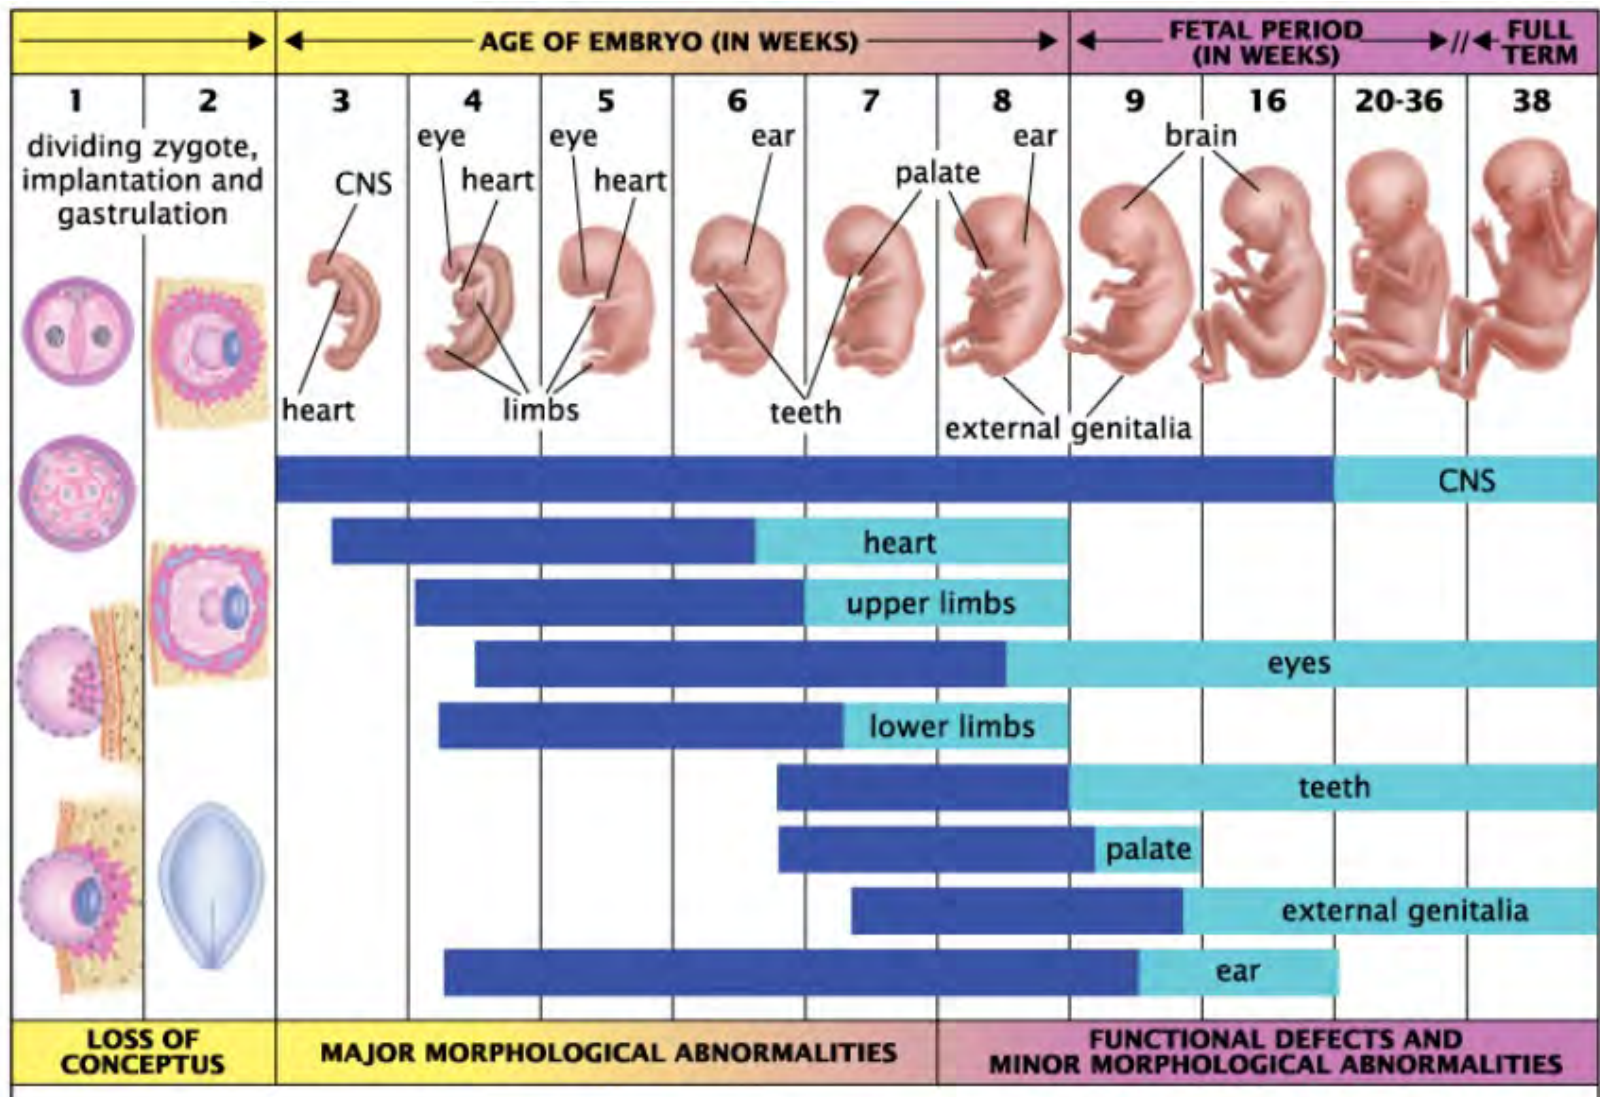 AGE OF EMBRYO (IN WEEKS)
FETAL PERIOD
(IN WEEKS)
//
FULL
TERM
1
2
3
4
5
6
7
8
9
16
20-36
38
dividing zygote,
implantation and
gastrulation
CNS
heart
eye
heart
eye
heart
limbs
ear
teeth
palate
ear
external genitalia
brain
CNS
heart
upper limbs
eyes
lower limbs
teeth
palate
external genitalia
ear
LOSS OF
CONCEPTUS
MAJOR MORPHOLOGICAL ABNORMALITIES
FUNCTIONAL DEFECTS AND
MINOR MORPHOLOGICAL ABNORMALITIES